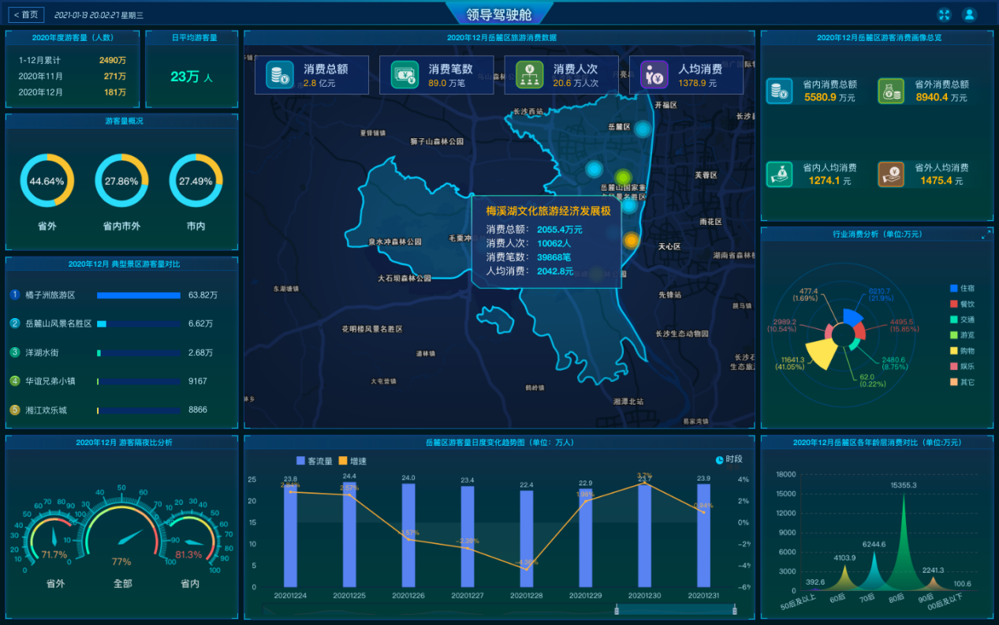 < 首页
2021-01-13 20:02:27 星期三
领导驾驶舱
2020年度游客量（人数）
1-12月累计 2490万
2020年11月 271万
2020年12月 181万
日平均游客量
23万 人
游客量概况
44.64%
27.86%
27.49%
省外
省内市外
市内
2020年12月 典型景区游客量对比
1 橘子洲旅游区 63.82万
2 岳麓山风景名胜区 6.62万
3 洋湖水街 2.68万
4 华谊兄弟小镇 9167
5 湘江欢乐城 8866
2020年12月 游客隔夜比分析
0 10 20 30 40 50 60 70 80 90 100
71.7%
省外
0 10 40 50 60 70 90 100
77%
全部
10 20 30 40 50 60 70 80 90 100
81.3%
省内
2020年12月岳麓区旅游消费数据
消费总额
2.8 亿元
消费笔数
89.0 万笔
消费人次
20.6 万人次
人均消费
1378.9 元
长沙西站
开福区
岳麓区
夏铎铺镇
狮子山森林公园
芙蓉区
岳麓山国家重
点风景名胜区
雨花区
泉水冲森林公园
毛栗冲
天心区
湖南省森林植
大石坝森林公园
东湖塘镇
先锋站
跳马镇
花明楼风景名胜区
长沙生态动物园
道林镇
长沙石
生态旅游
大屯营镇
鹤岭镇
湘潭北站
易家湾镇
梅溪湖文化旅游经济发展极
消费总额: 2055.4万元
消费人次: 10062人
消费笔数: 39868笔
人均消费: 2042.8元
岳麓区游客量日度变化趋势图（单位：万人）
客流量
增速
时段
25
20
15
10
5
0
4%
2%
0%
−2%
−4%
−6%
23.8
24.4
24.0
23.4
22.4
22.9
23.7
23.9
2.84%
2.57%
-1.57%
-2.39%
-4.36%
1.98%
3.7%
0.94%
20201224
20201225
20201226
20201227
20201228
20201229
20201230
20201231
2020年12月岳麓区游客消费画像总览
省内消费总额
5580.9 万元
省外消费总额
8940.4 万元
省内人均消费
1274.1 元
省外人均消费
1475.4 元
行业消费分析（单位:万元）
477.4
(1.69%)
6210.7
(21.9%)
2989.2
(10.54%)
4495.5
(15.85%)
11641.3
(41.05%)
2480.6
(8.75%)
62.0
(0.22%)
住宿
餐饮
交通
游览
购物
娱乐
其它
2020年12月岳麓区各年龄层消费对比（单位:万元）
18000
15000
12000
9000
6000
3000
0
392.6
4103.9
6244.6
15355.3
2241.3
100.6
50后及以上
60后
70后
80后
90后
00后及以下